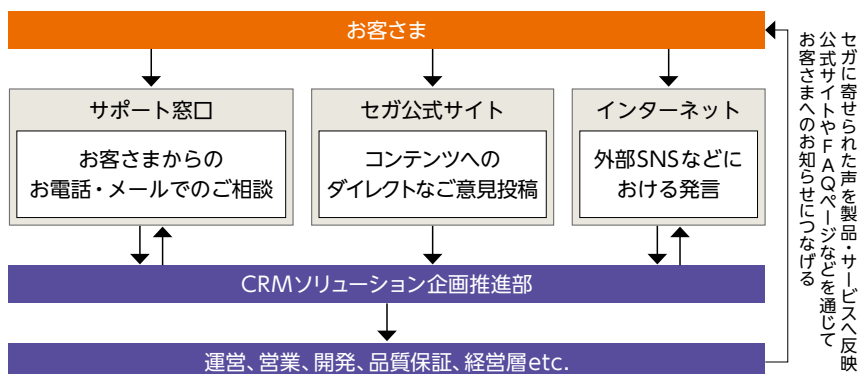 お客さま
サポート窓口
お客さまからの
お電話・メールでのご相談
セガ公式サイト
コンテンツへの
ダイレクトなご意見投稿
インターネット
外部SNSなどに
おける発言
CRMソリューション企画推進部
運営、営業、開発、品質保証、経営層etc.
セガに寄せられた声を製品・サービスへ反映
公式サイトやFAQページなどを通じて
お客さまへのお知らせにつなげる